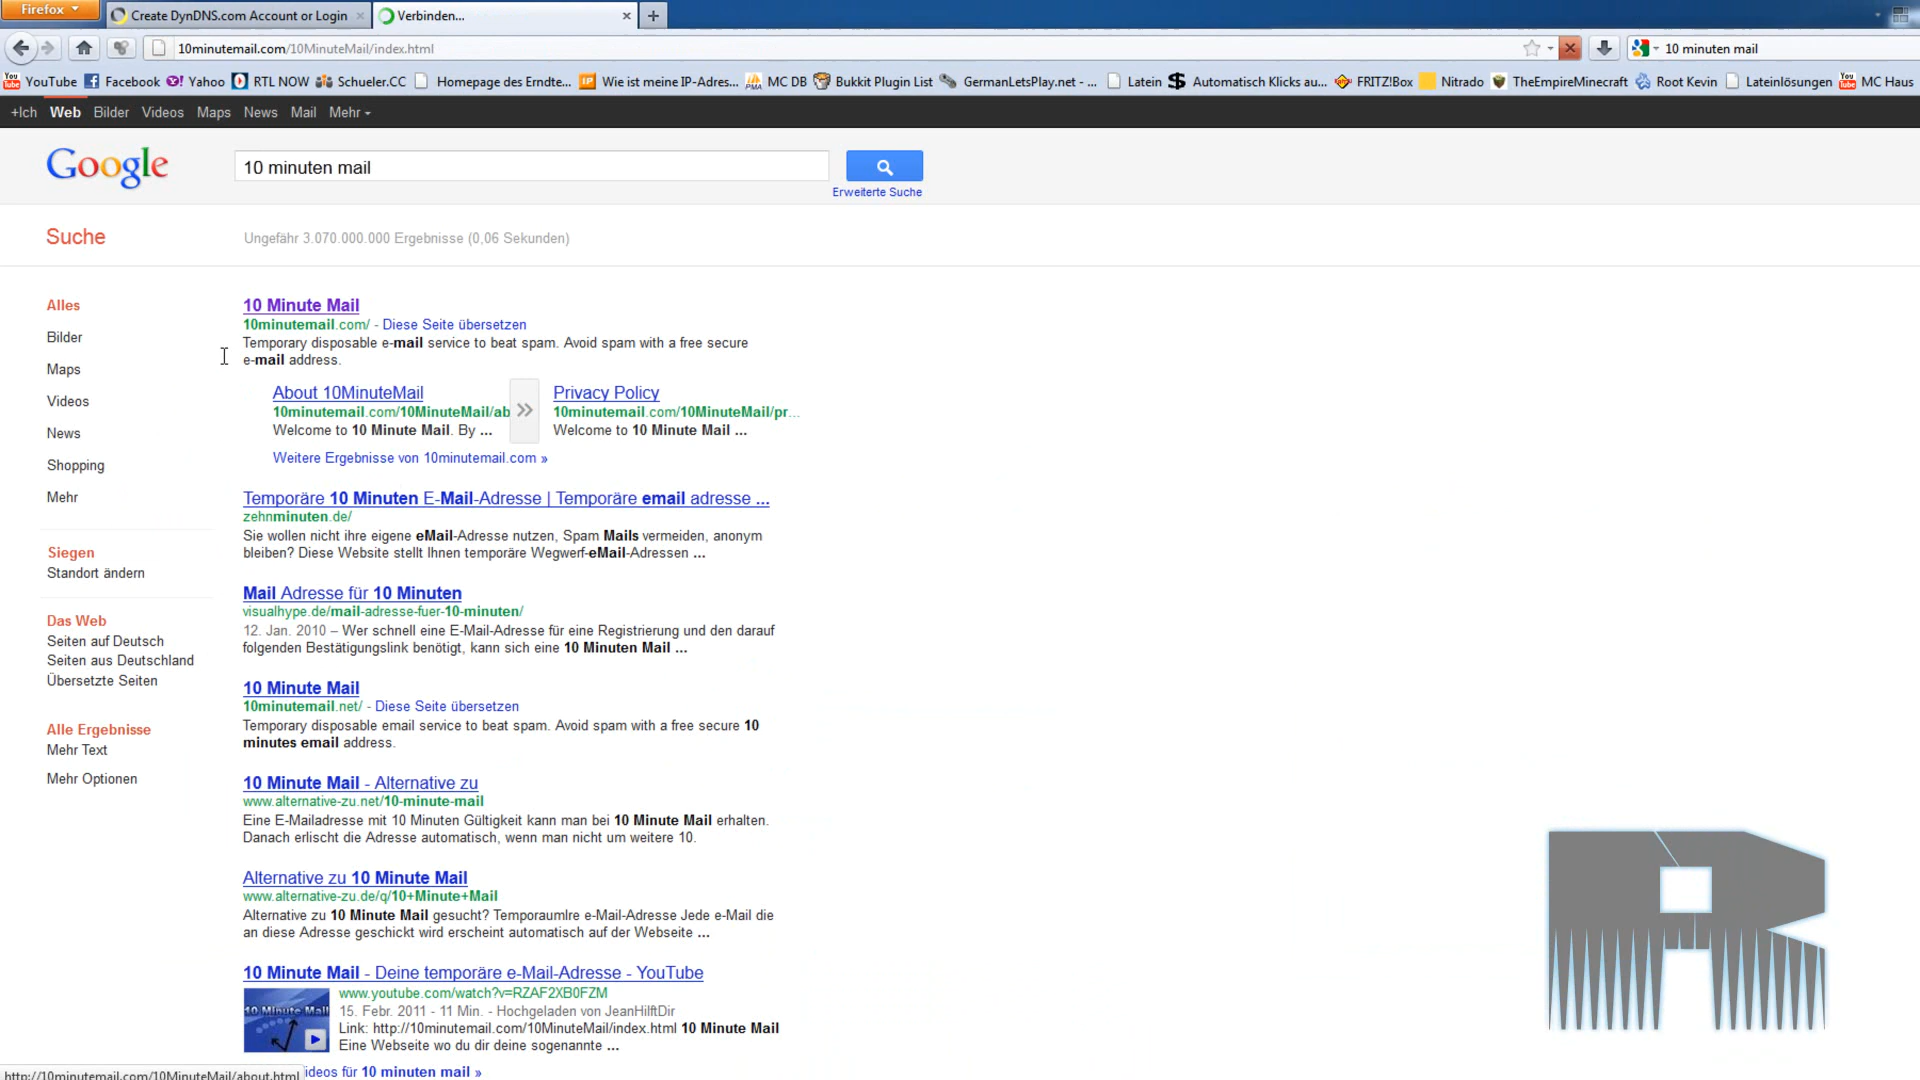 Firefox
Create DynDNS.com Account or Login
Verbinden...
10minutemail.com/10MinuteMail/index.html
10 minuten mail
YouTube
Facebook
Yahoo
RTL NOW
Schueler.CC
Homepage des Erndte...
Wie ist meine IP-Adres...
MC DB
Bukkit Plugin List
GermanLetsPlay.net - ...
Latein
Automatisch Klicks au...
FRITZ!Box
Nitrado
TheEmpireMinecraft
Root Kevin
Lateinlösungen
MC Haus
+Ich Web Bilder Videos Maps News Mail Mehr
Google
10 minuten mail
Erweiterte Suche
Suche
Ungefähr 3.070.000.000 Ergebnisse (0,06 Sekunden)
Alles
Bilder
Maps
Videos
News
Shopping
Mehr
Siegen
Standort ändern
Das Web
Seiten auf Deutsch
Seiten aus Deutschland
Übersetzte Seiten
Alle Ergebnisse
Mehr Text
Mehr Optionen
10 Minute Mail
10minutemail.com/ - Diese Seite übersetzen
Temporary disposable e-mail service to beat spam. Avoid spam with a free secure
e-mail address.
About 10MinuteMail
10minutemail.com/10MinuteMail/ab
Welcome to 10 Minute Mail. By ...
»
Privacy Policy
10minutemail.com/10MinuteMail/pr...
Welcome to 10 Minute Mail ...
Weitere Ergebnisse von 10minutemail.com »
Temporäre 10 Minuten E-Mail-Adresse | Temporäre email adresse ...
zehnminuten.de/
Sie wollen nicht ihre eigene eMail-Adresse nutzen, Spam Mails vermeiden, anonym
bleiben? Diese Website stellt Ihnen temporäre Wegwerf-eMail-Adressen ...
Mail Adresse für 10 Minuten
visualhype.de/mail-adresse-fuer-10-minuten/
12. Jan. 2010 – Wer schnell eine E-Mail-Adresse für eine Registrierung und den darauf
folgenden Bestätigungslink benötigt, kann sich eine 10 Minuten Mail ...
10 Minute Mail
10minutemail.net/ - Diese Seite übersetzen
Temporary disposable email service to beat spam. Avoid spam with a free secure 10
minutes email address.
10 Minute Mail - Alternative zu
www.alternative-zu.net/10-minute-mail
Eine E-Mailadresse mit 10 Minuten Gültigkeit kann man bei 10 Minute Mail erhalten.
Danach erlischt die Adresse automatisch, wenn man nicht um weitere 10.
Alternative zu 10 Minute Mail
www.alternative-zu.de/q/10+Minute+Mail
Alternative zu 10 Minute Mail gesucht? Temporaumlre e-Mail-Adresse Jede e-Mail die
an diese Adresse geschickt wird erscheint automatisch auf der Webseite ...
10 Minute Mail - Deine temporäre e-Mail-Adresse - YouTube
10 Minute Mail
www.youtube.com/watch?v=RZAF2XB0FZM
15. Febr. 2011 - 11 Min. - Hochgeladen von JeanHilftDir
Link: http://10minutemail.com/10MinuteMail/index.html 10 Minute Mail
Eine Webseite wo du dir deine sogenannte ...
http://10minutemail.com/10MinuteMail/about.html
ideos für 10 minuten mail »
R